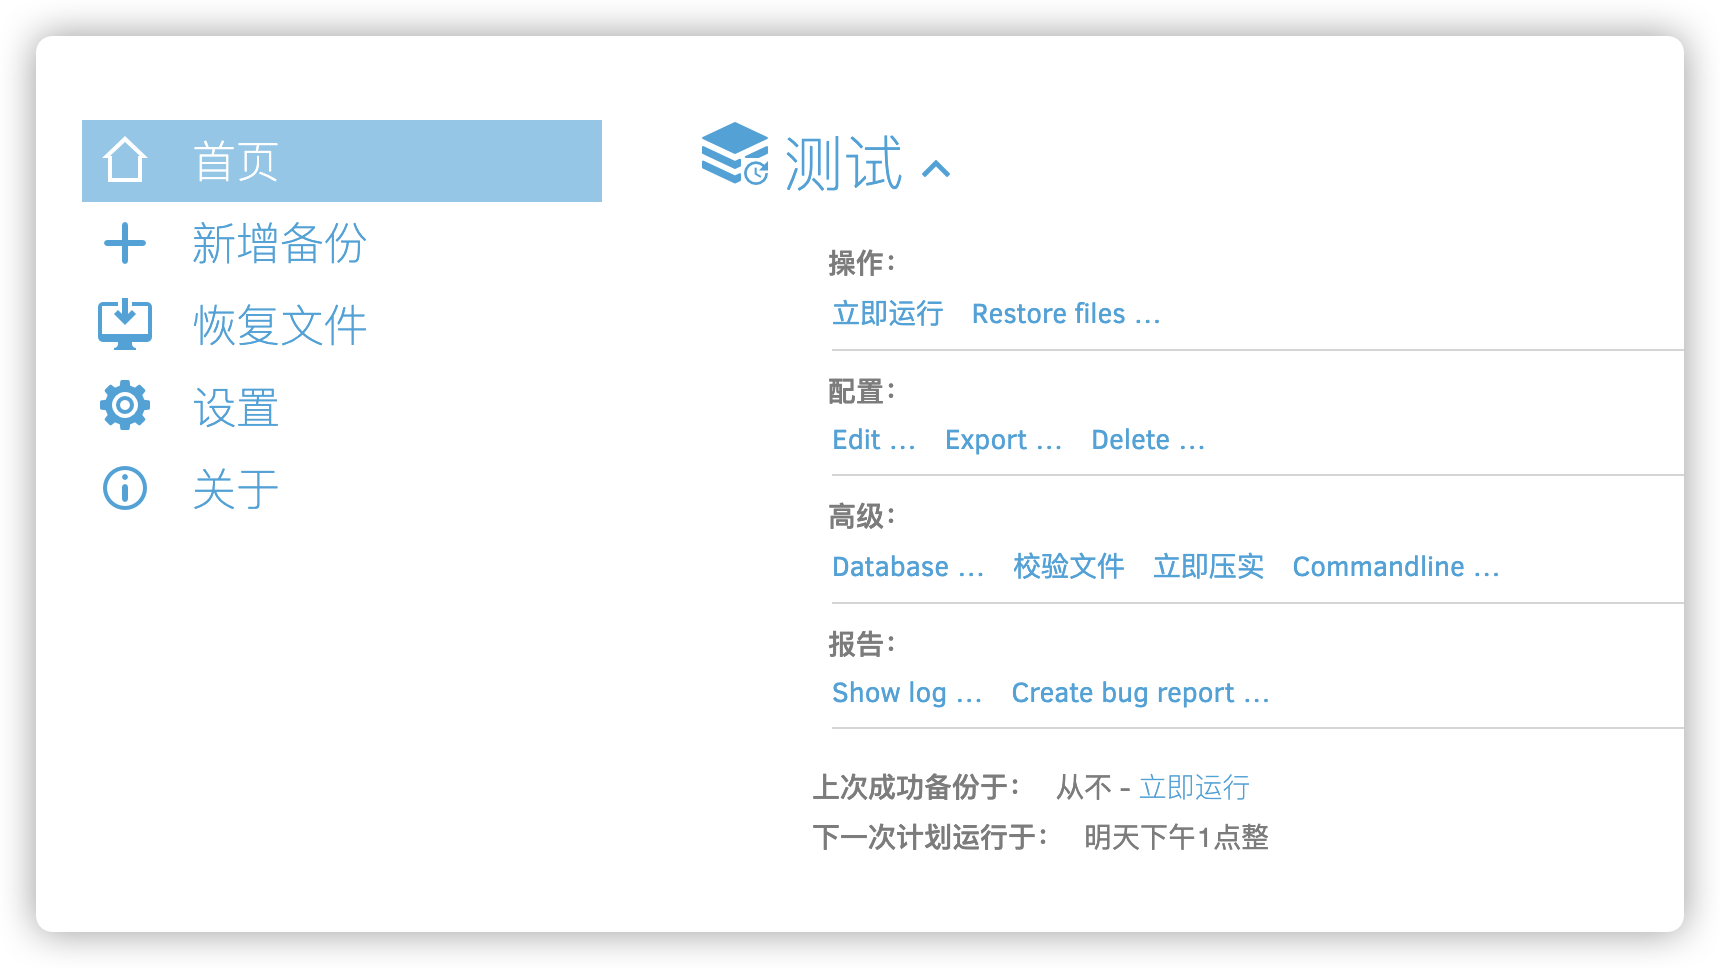 首页
新增备份
恢复文件
设置
关于
测试
操作：
立即运行 Restore files ...
配置：
Edit ... Export ... Delete ...
高级：
Database ... 校验文件 立即压实 Commandline ...
报告：
Show log ... Create bug report ...
上次成功备份于： 从不 - 立即运行
下一次计划运行于： 明天下午1点整